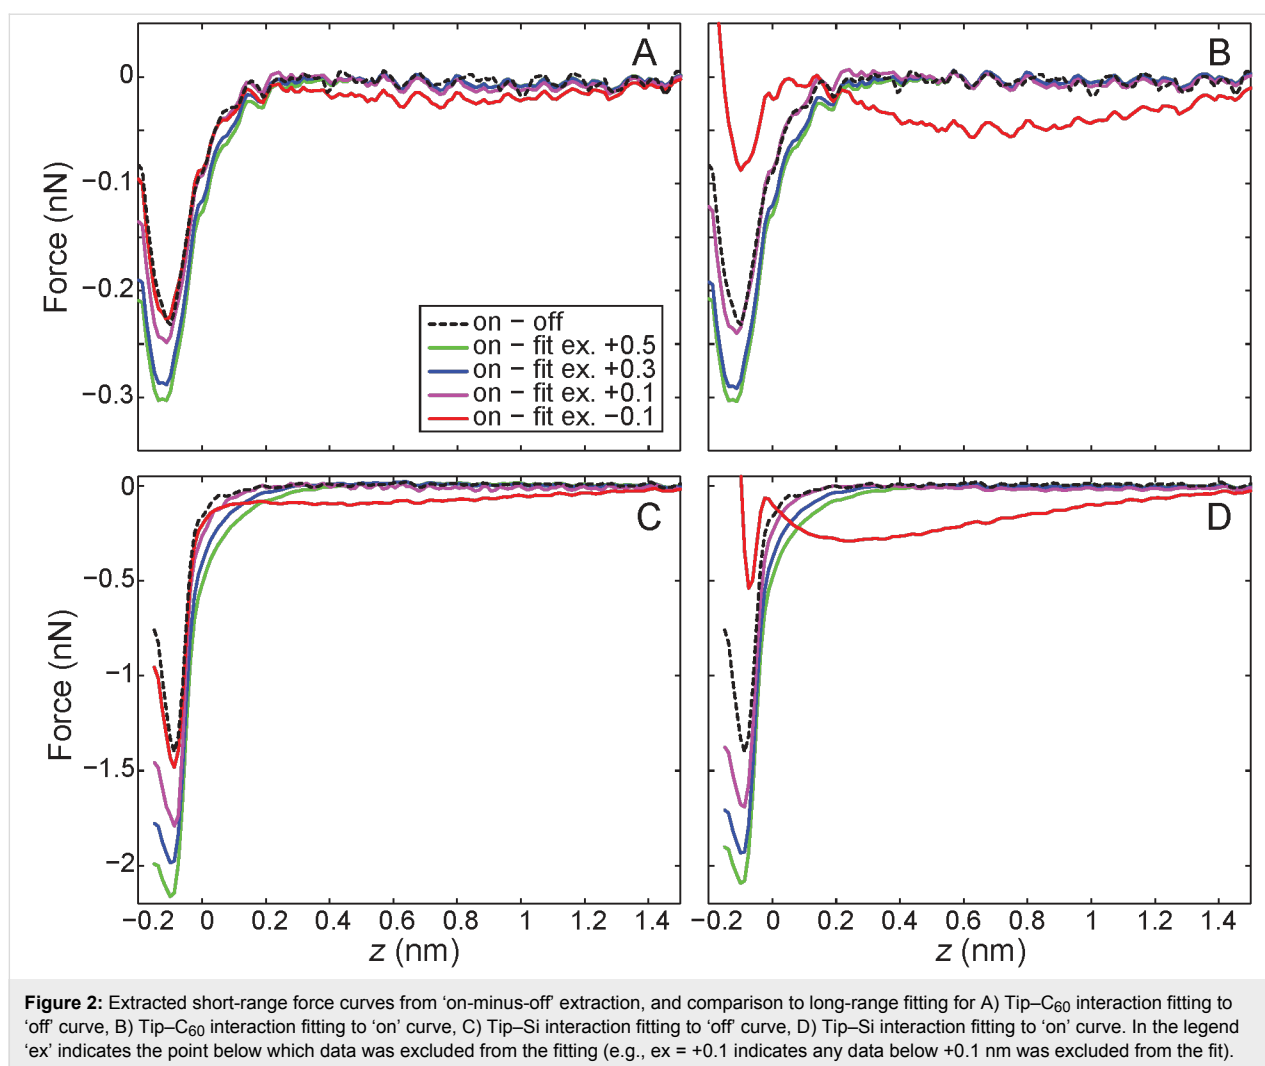 A
B
0
−0.1
−0.2
−0.3
Force (nN)
on − off
on − fit ex. +0.5
on − fit ex. +0.3
on − fit ex. +0.1
on − fit ex. −0.1
C
D
0
−0.5
−1
−1.5
−2
Force (nN)
−0.2 0 0.2 0.4 0.6 0.8 1 1.2 1.4
−0.2 0 0.2 0.4 0.6 0.8 1 1.2 1.4
z (nm)
z (nm)
Figure 2: Extracted short-range force curves from ‘on-minus-off’ extraction, and comparison to long-range fitting for A) Tip–C60 interaction fitting to
‘off’ curve, B) Tip–C60 interaction fitting to ‘on’ curve, C) Tip–Si interaction fitting to ‘off’ curve, D) Tip–Si interaction fitting to ‘on’ curve. In the legend
‘ex’ indicates the point below which data was excluded from the fitting (e.g., ex = +0.1 indicates any data below +0.1 nm was excluded from the fit).